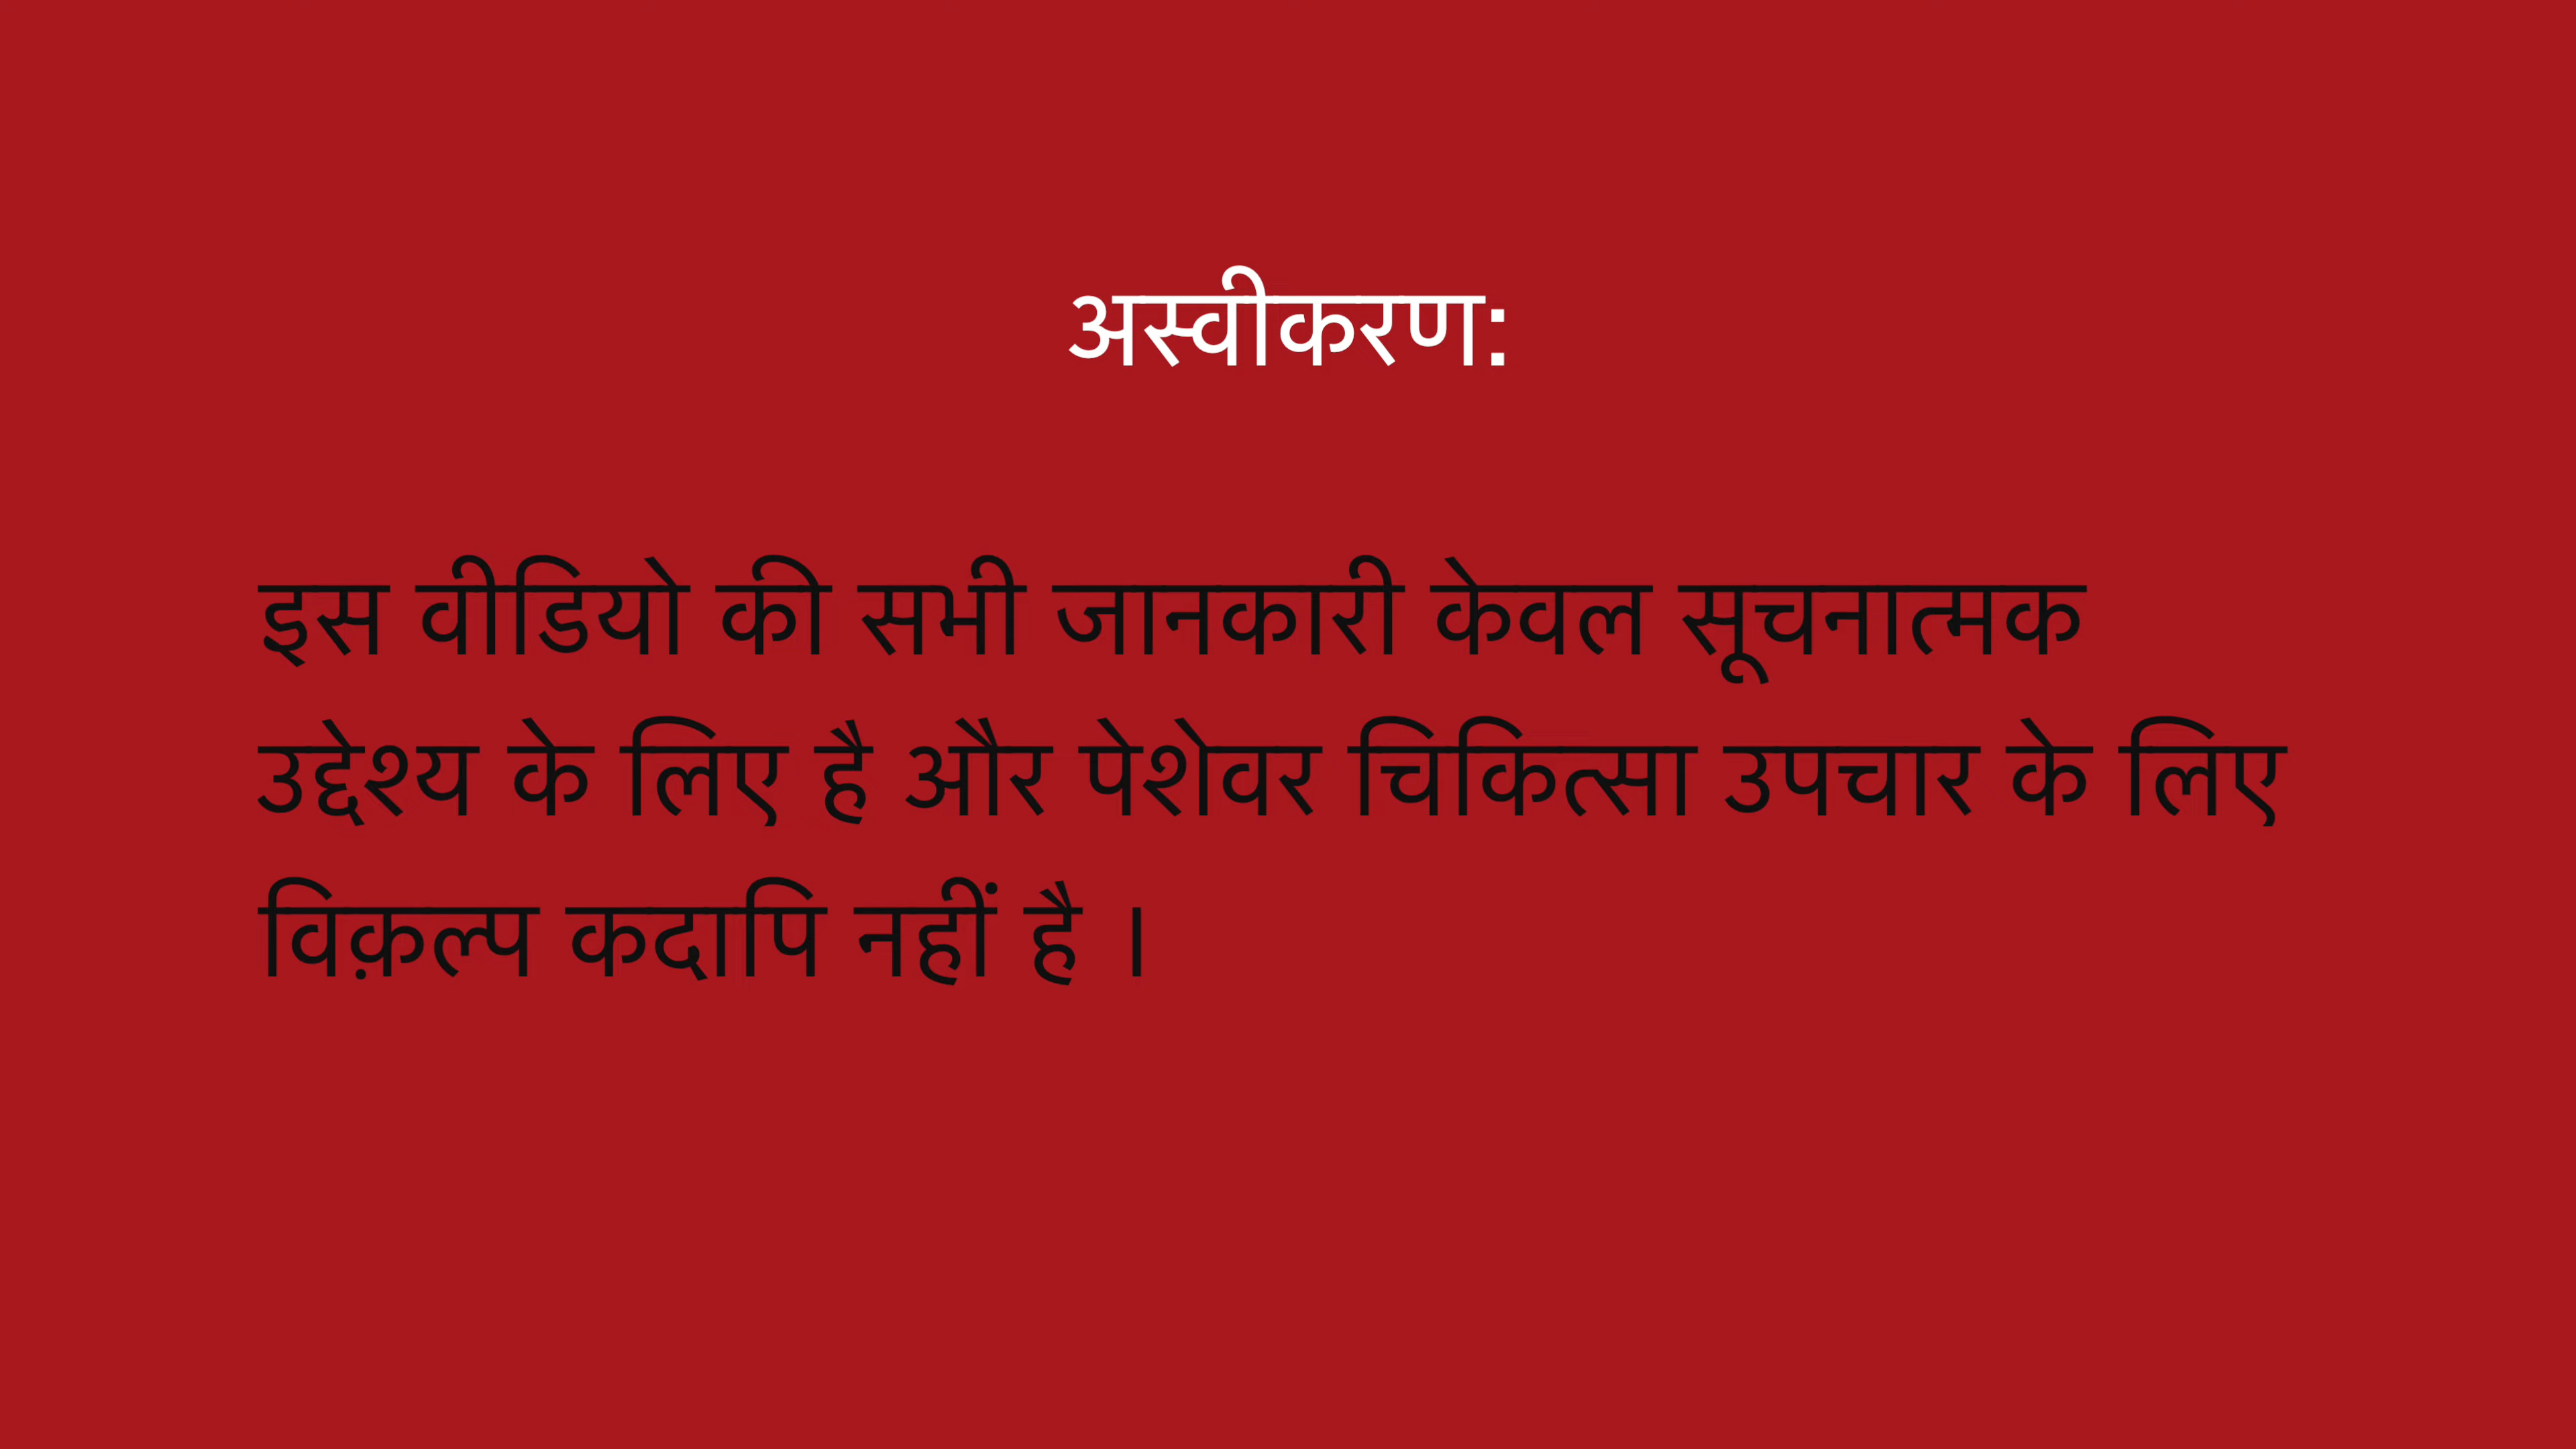 अस्वीकरण:
इस वीडियो की सभी जानकारी केवल सूचनात्मक
उद्देश्य के लिए है और पेशेवर चिकित्सा उपचार के लिए
विक़ल्प कदापि नहीं है ।